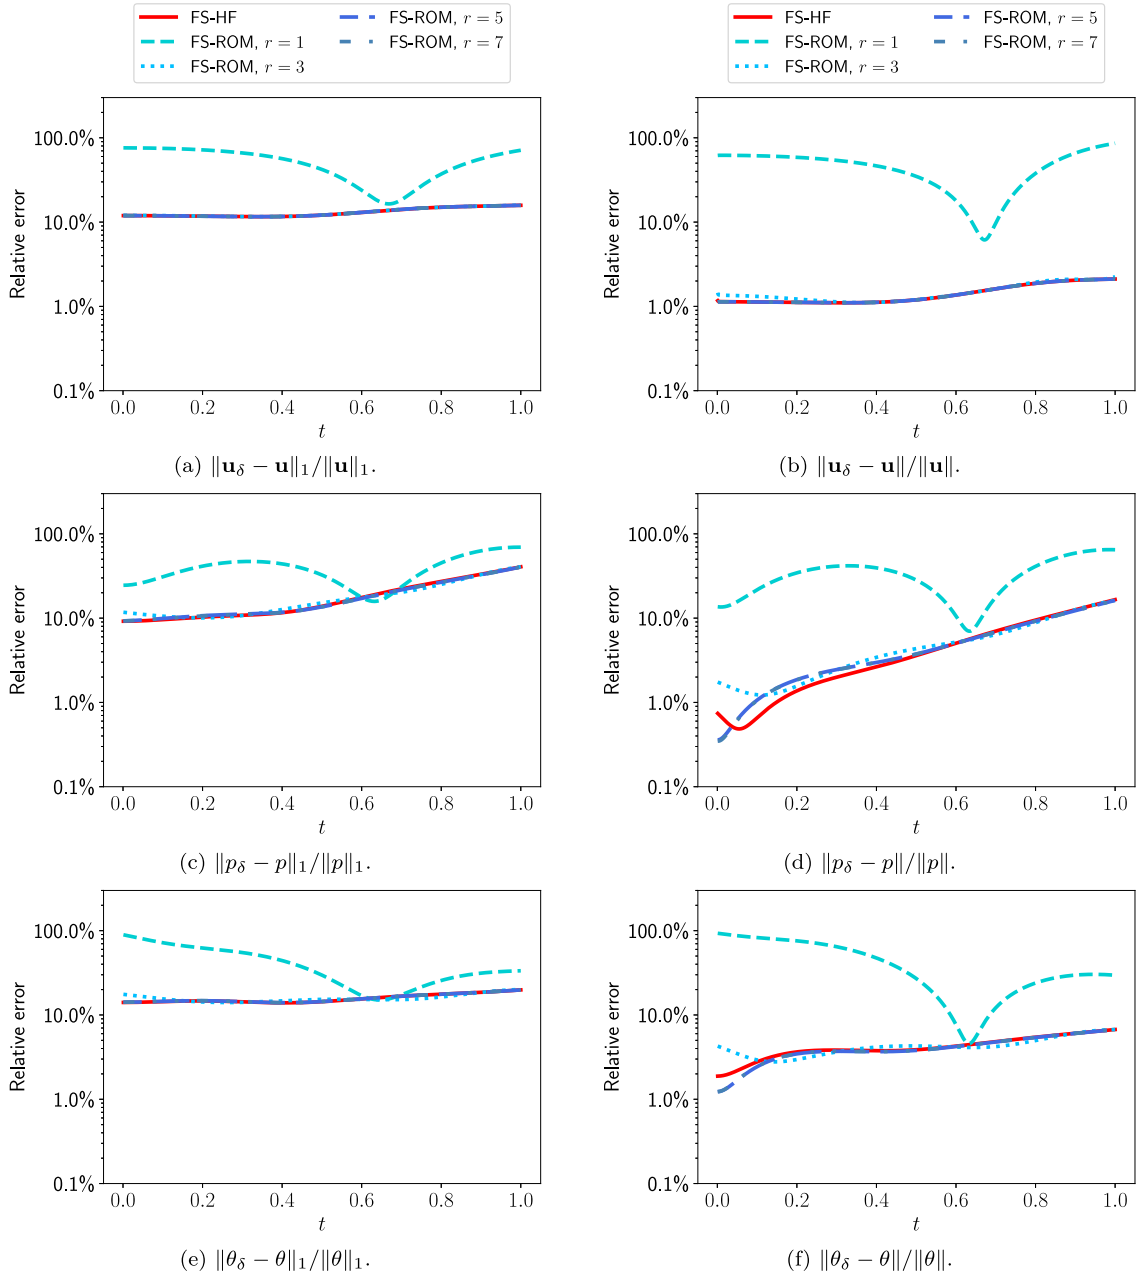 FS-HF
FS-ROM, r = 1
FS-ROM, r = 3
FS-ROM, r = 5
FS-ROM, r = 7
FS-HF
FS-ROM, r = 1
FS-ROM, r = 3
FS-ROM, r = 5
FS-ROM, r = 7
Relative error
100.0%
10.0%
1.0%
0.1%
0.0 0.2 0.4 0.6 0.8 1.0
t
(a) ‖𝐮δ − 𝐮‖₁/‖𝐮‖₁.
Relative error
100.0%
10.0%
1.0%
0.1%
0.0 0.2 0.4 0.6 0.8 1.0
t
(b) ‖𝐮δ − 𝐮‖/‖𝐮‖.
Relative error
100.0%
10.0%
1.0%
0.1%
0.0 0.2 0.4 0.6 0.8 1.0
t
(c) ‖pδ − p‖₁/‖p‖₁.
Relative error
100.0%
10.0%
1.0%
0.1%
0.0 0.2 0.4 0.6 0.8 1.0
t
(d) ‖pδ − p‖/‖p‖.
Relative error
100.0%
10.0%
1.0%
0.1%
0.0 0.2 0.4 0.6 0.8 1.0
t
(e) ‖θδ − θ‖₁/‖θ‖₁.
Relative error
100.0%
10.0%
1.0%
0.1%
0.0 0.2 0.4 0.6 0.8 1.0
t
(f) ‖θδ − θ‖/‖θ‖.